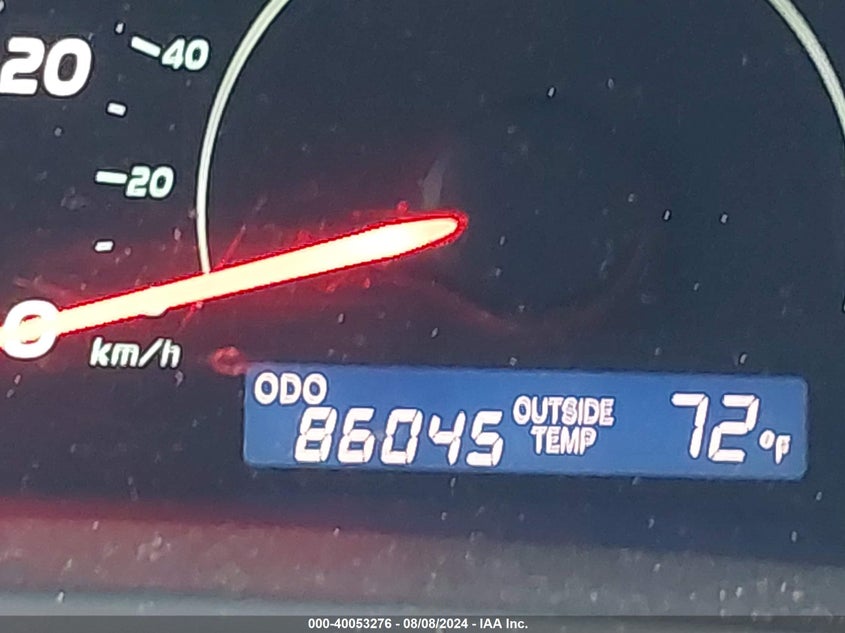 40
20
20
0
km/h
ODO
86045
OUTSIDE
TEMP
72°F
000-40053276 - 08/08/2024 - IAA Inc.